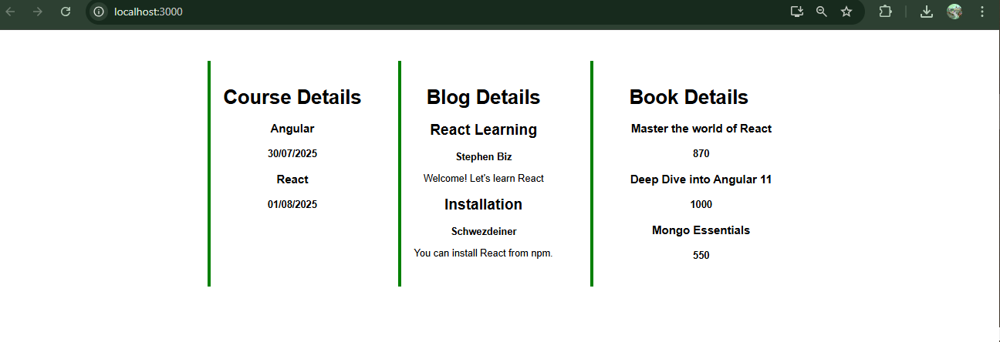 localhost:3000
Course Details
Angular
30/07/2025
React
01/08/2025
Blog Details
React Learning
Stephen Biz
Welcome! Let's learn React
Installation
Schwezdeiner
You can install React from npm.
Book Details
Master the world of React
870
Deep Dive into Angular 11
1000
Mongo Essentials
550